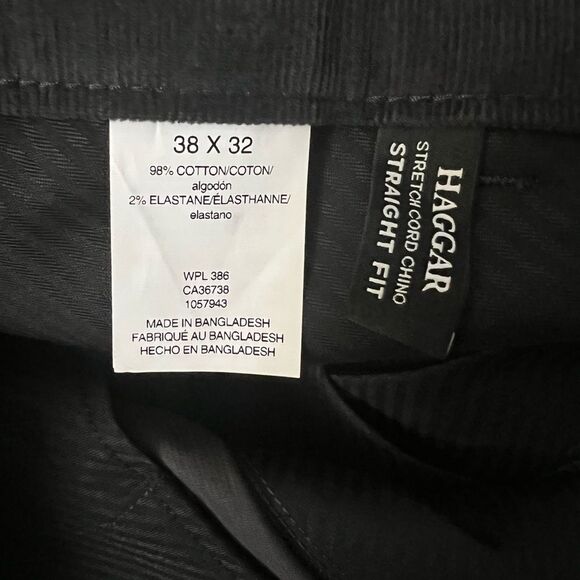 38 X 32
98% COTTON/COTON/
algodón
2% ELASTANE/ÉLASTHANNE/
elastano
WPL 386
CA36738
1057943
MADE IN BANGLADESH
FABRIQUÉ AU BANGLADESH
HECHO EN BANGLADESH
HAGGAR
STRETCH CORD CHINO
STRAIGHT FIT